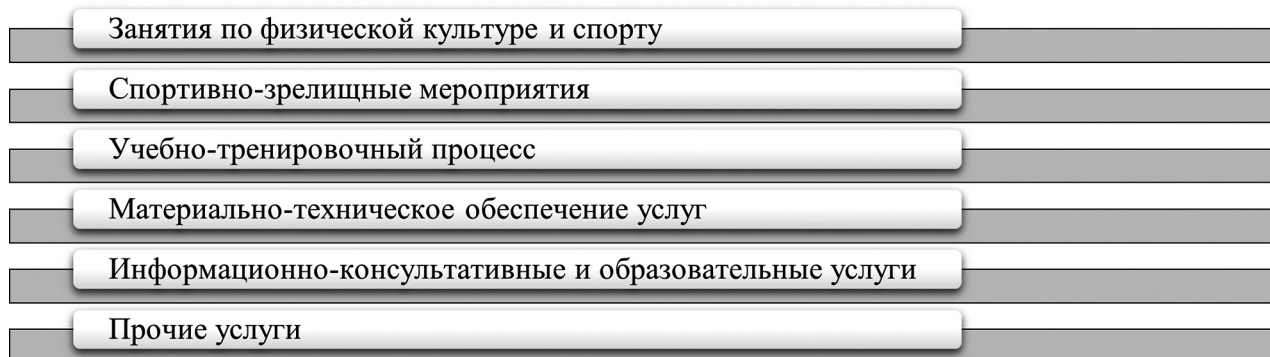 Занятия по физической культуре и спорту
Спортивно-зрелищные мероприятия
Учебно-тренировочный процесс
Материально-техническое обеспечение услуг
Информационно-консультативные и образовательные услуги
Прочие услуги